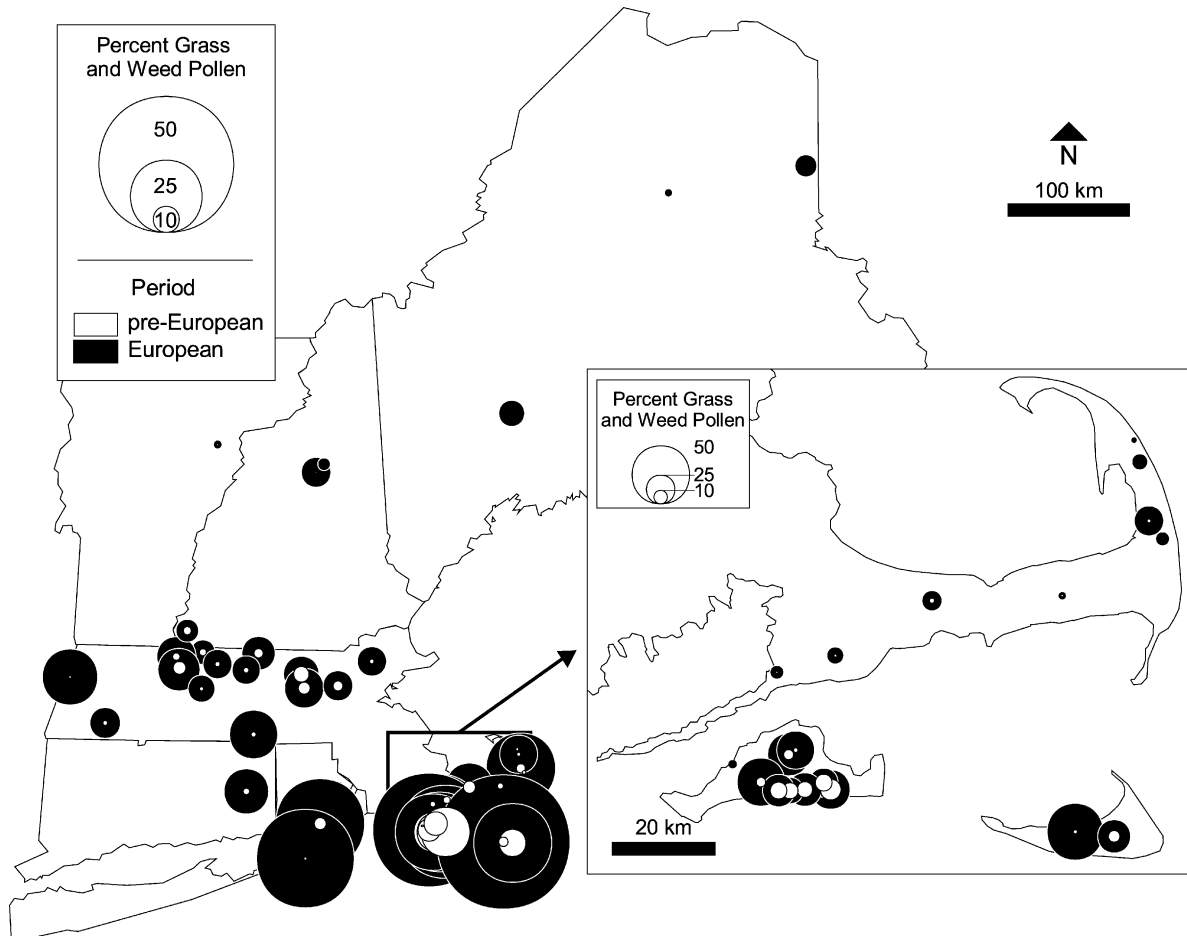 Percent Grass
and Weed Pollen
50
25
10
Period
pre-European
European
N
100 km
Percent Grass
and Weed Pollen
50
25
10
20 km